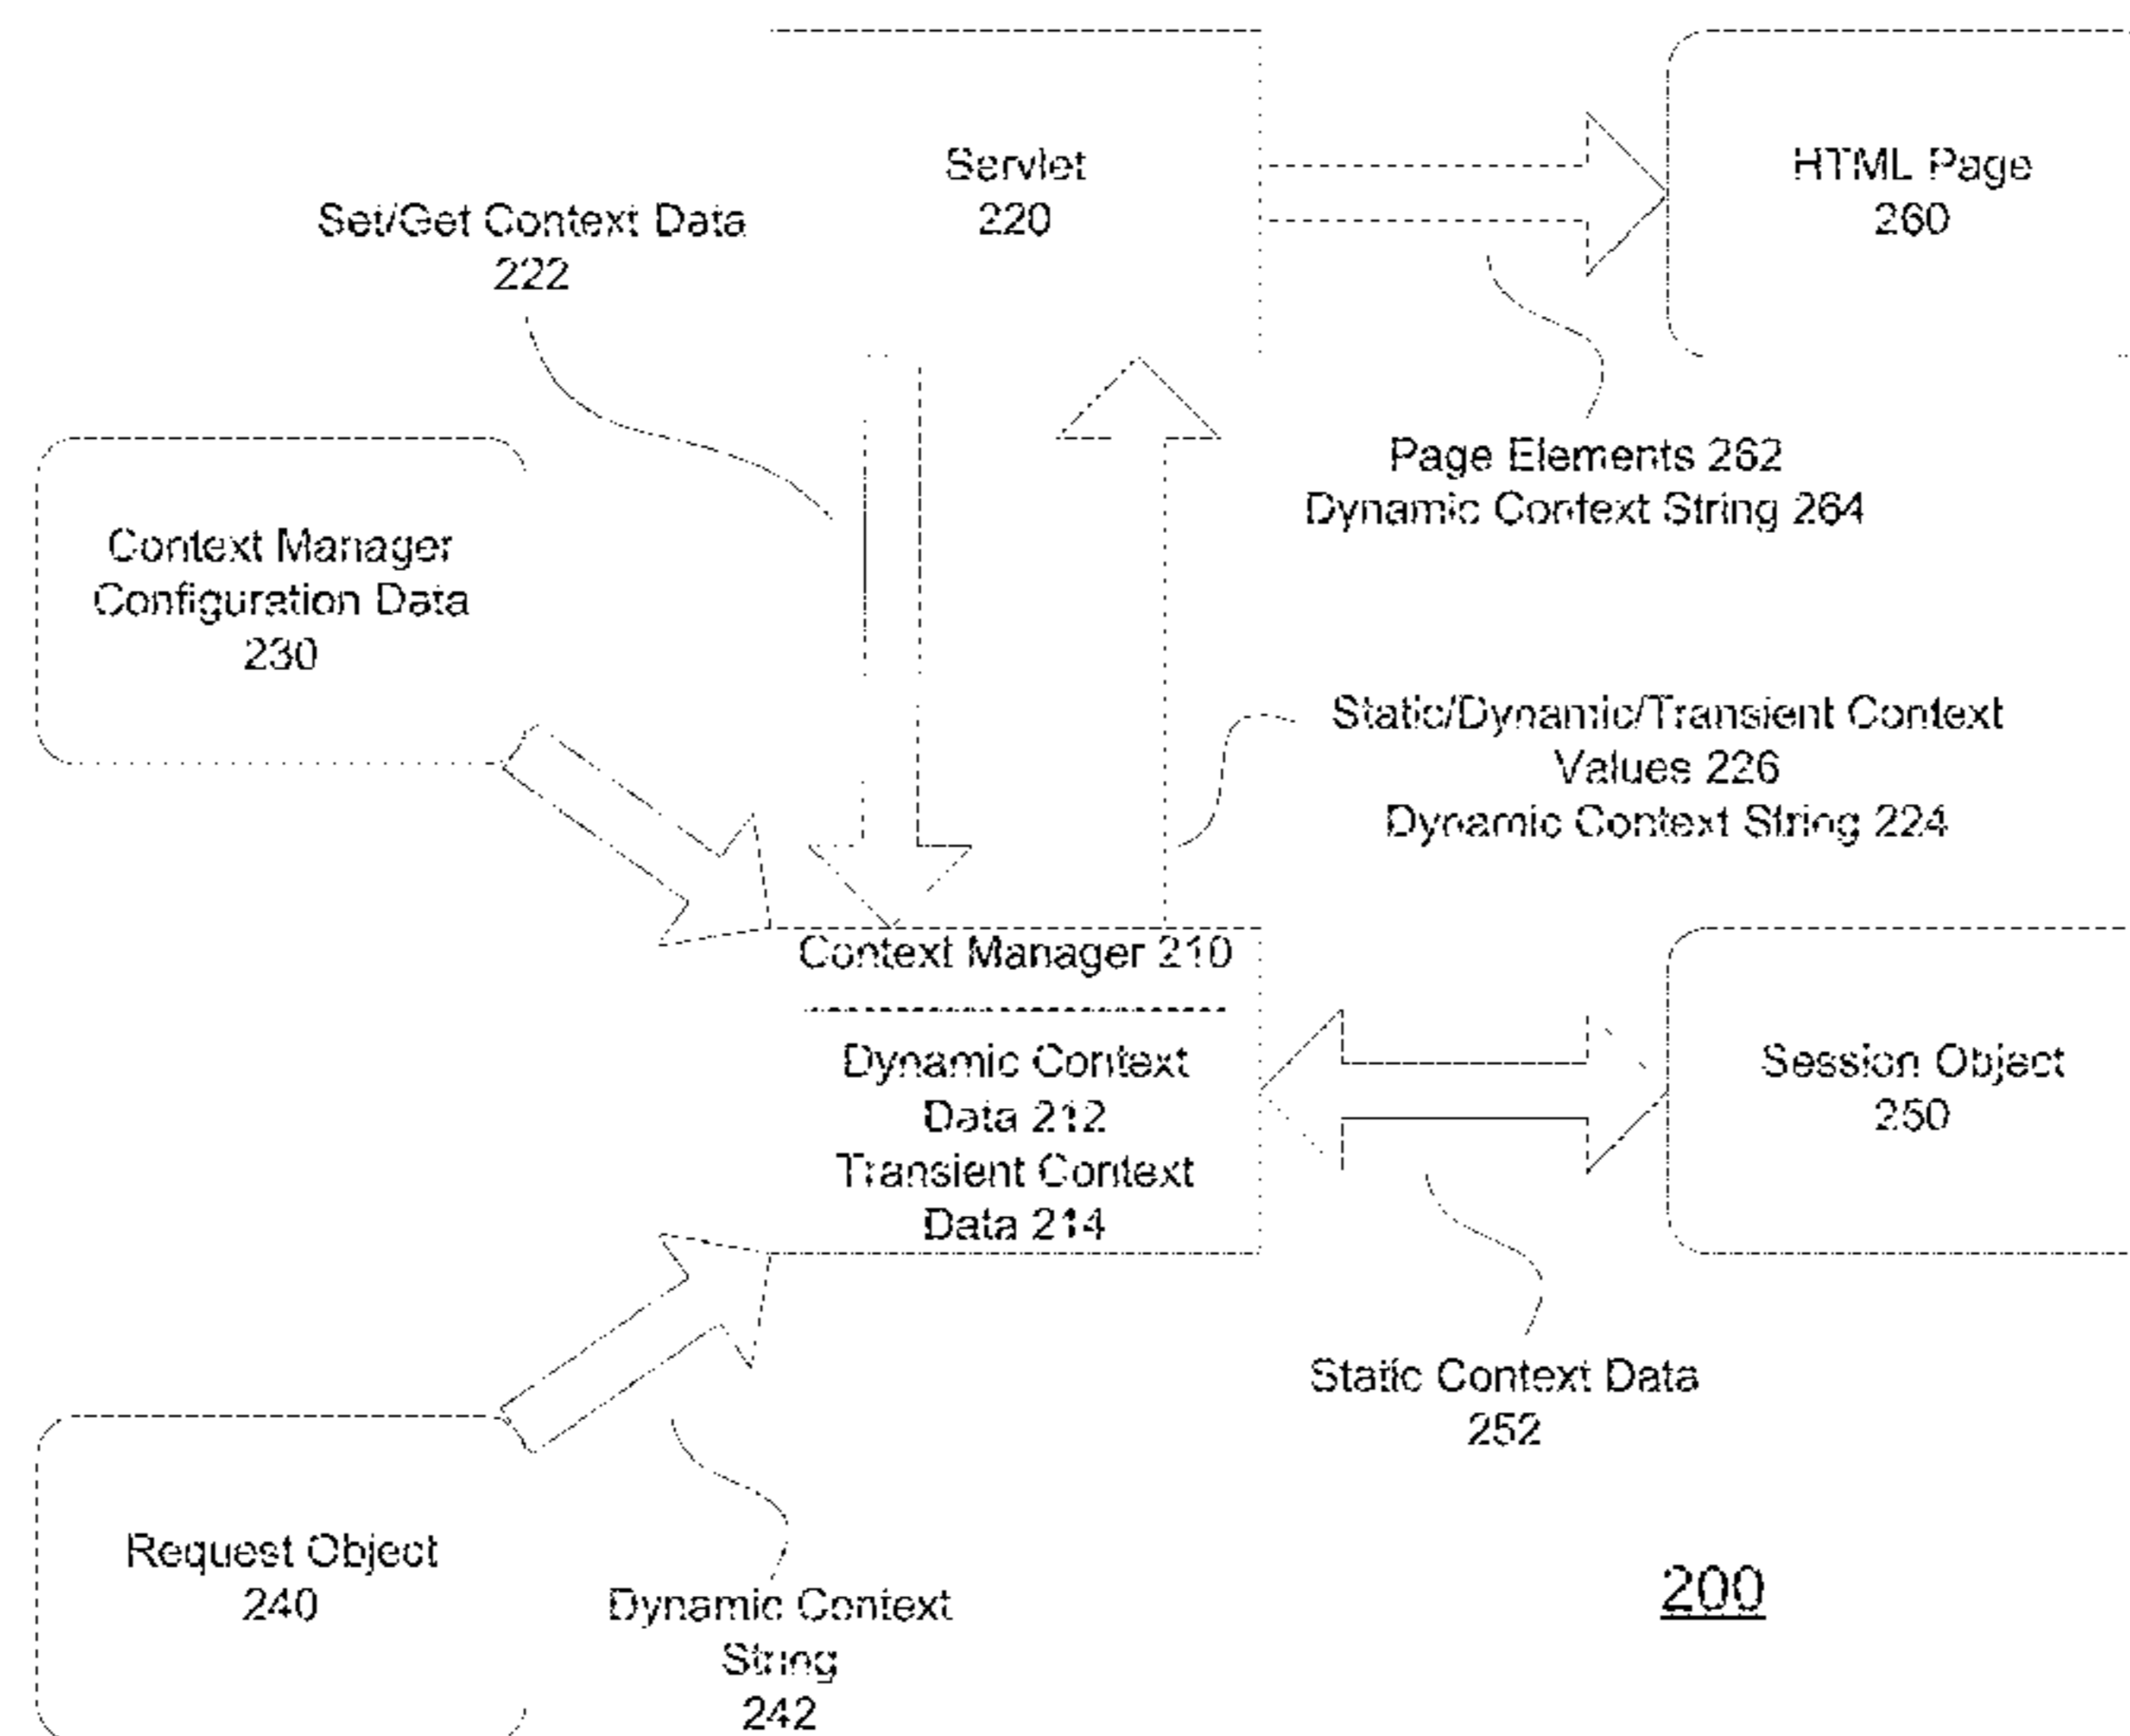 Servlet
220
HTML Page
260
Set/Get Context Data
222
Page Elements 262
Dynamic Context String 264
Context Manager
Configuration Data
230
Static/Dynamic/Transient Context
Values 226
Dynamic Context String 224
Context Manager 210
Dynamic Context
Data 212
Transient Context
Data 214
Session Object
250
Static Context Data
252
Request Object
240
Dynamic Context
String
242
200